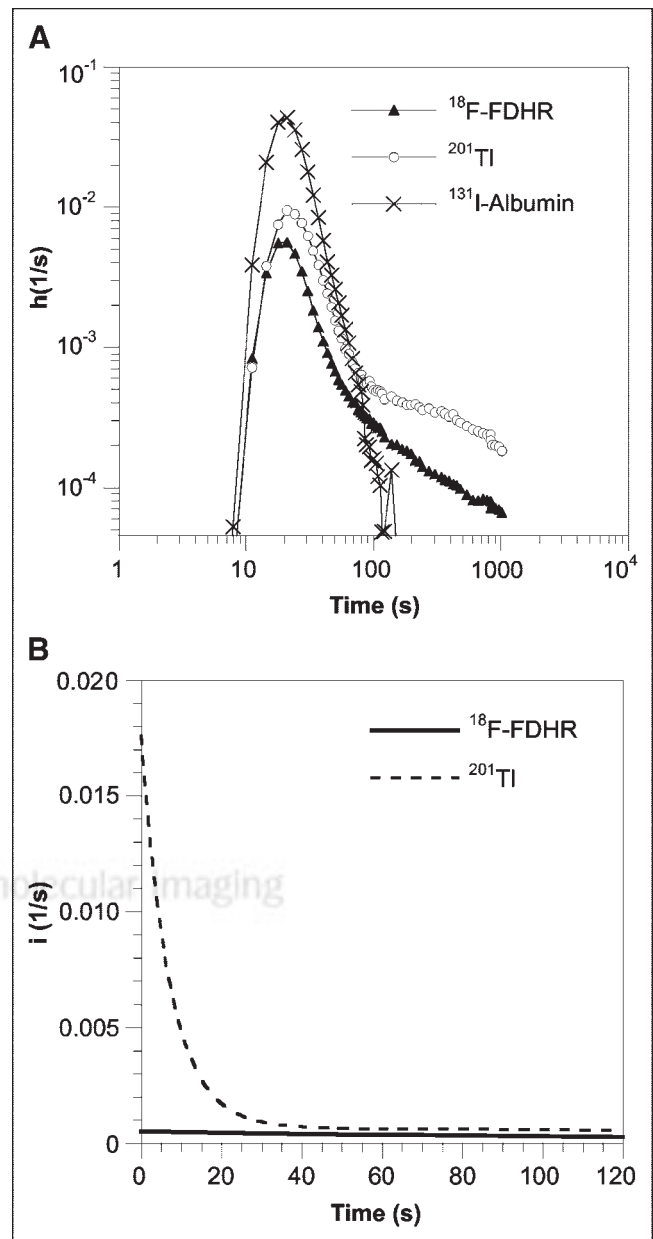 A
10⁻¹
10⁻²
10⁻³
10⁻⁴
h(1/s)
¹⁸F-FDHR
²⁰¹Tl
¹³¹I-Albumin
1
10
100
1000
10⁴
Time (s)
B
0.020
0.015
0.010
0.005
0
i (1/s)
¹⁸F-FDHR
²⁰¹Tl
molecular imaging
0
20
40
60
80
100
120
Time (s)